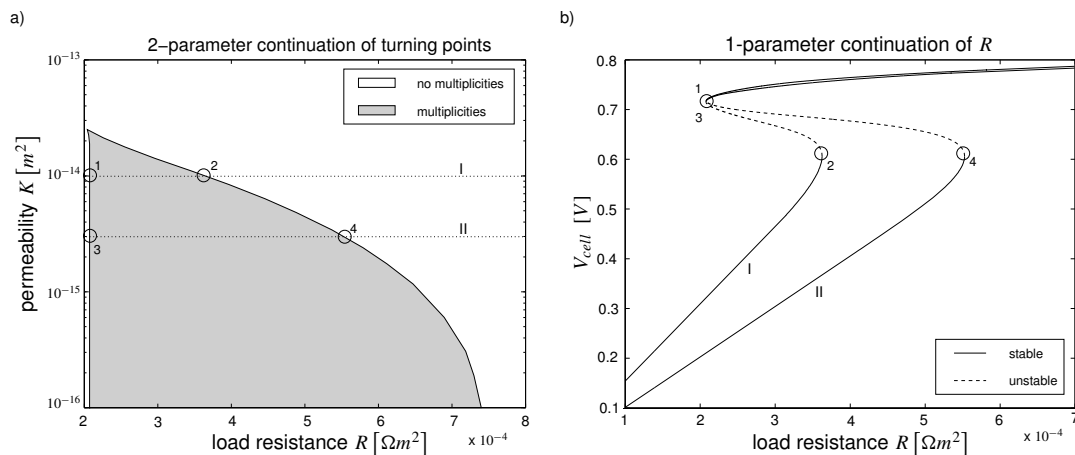 a)
2−parameter continuation of turning points
permeability K [m²]
10⁻¹³
10⁻¹⁴
10⁻¹⁵
10⁻¹⁶
no multiplicities
multiplicities
1
2
I
3
4
II
2 3 4 5 6 7 8
load resistance R [Ωm²]
x 10⁻⁴
b)
1-parameter continuation of R
V_cell [V]
0.8
0.7
0.6
0.5
0.4
0.3
0.2
0.1
1
3
2
4
I
II
stable
unstable
1 2 3 4 5 6 7
load resistance R [Ωm²]
x 10⁻⁴